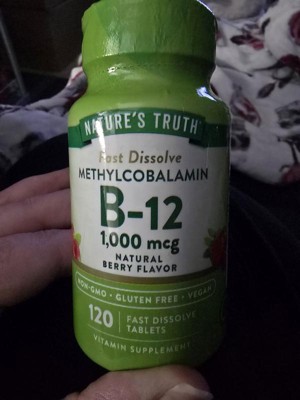 NATURE'S TRUTH
Fast Dissolve
METHYLCOBALAMIN
B-12
1,000 mcg
NATURAL
BERRY FLAVOR
NON-GMO • GLUTEN FREE • VEGAN
120 FAST DISSOLVE
TABLETS
VITAMIN SUPPLEMENT